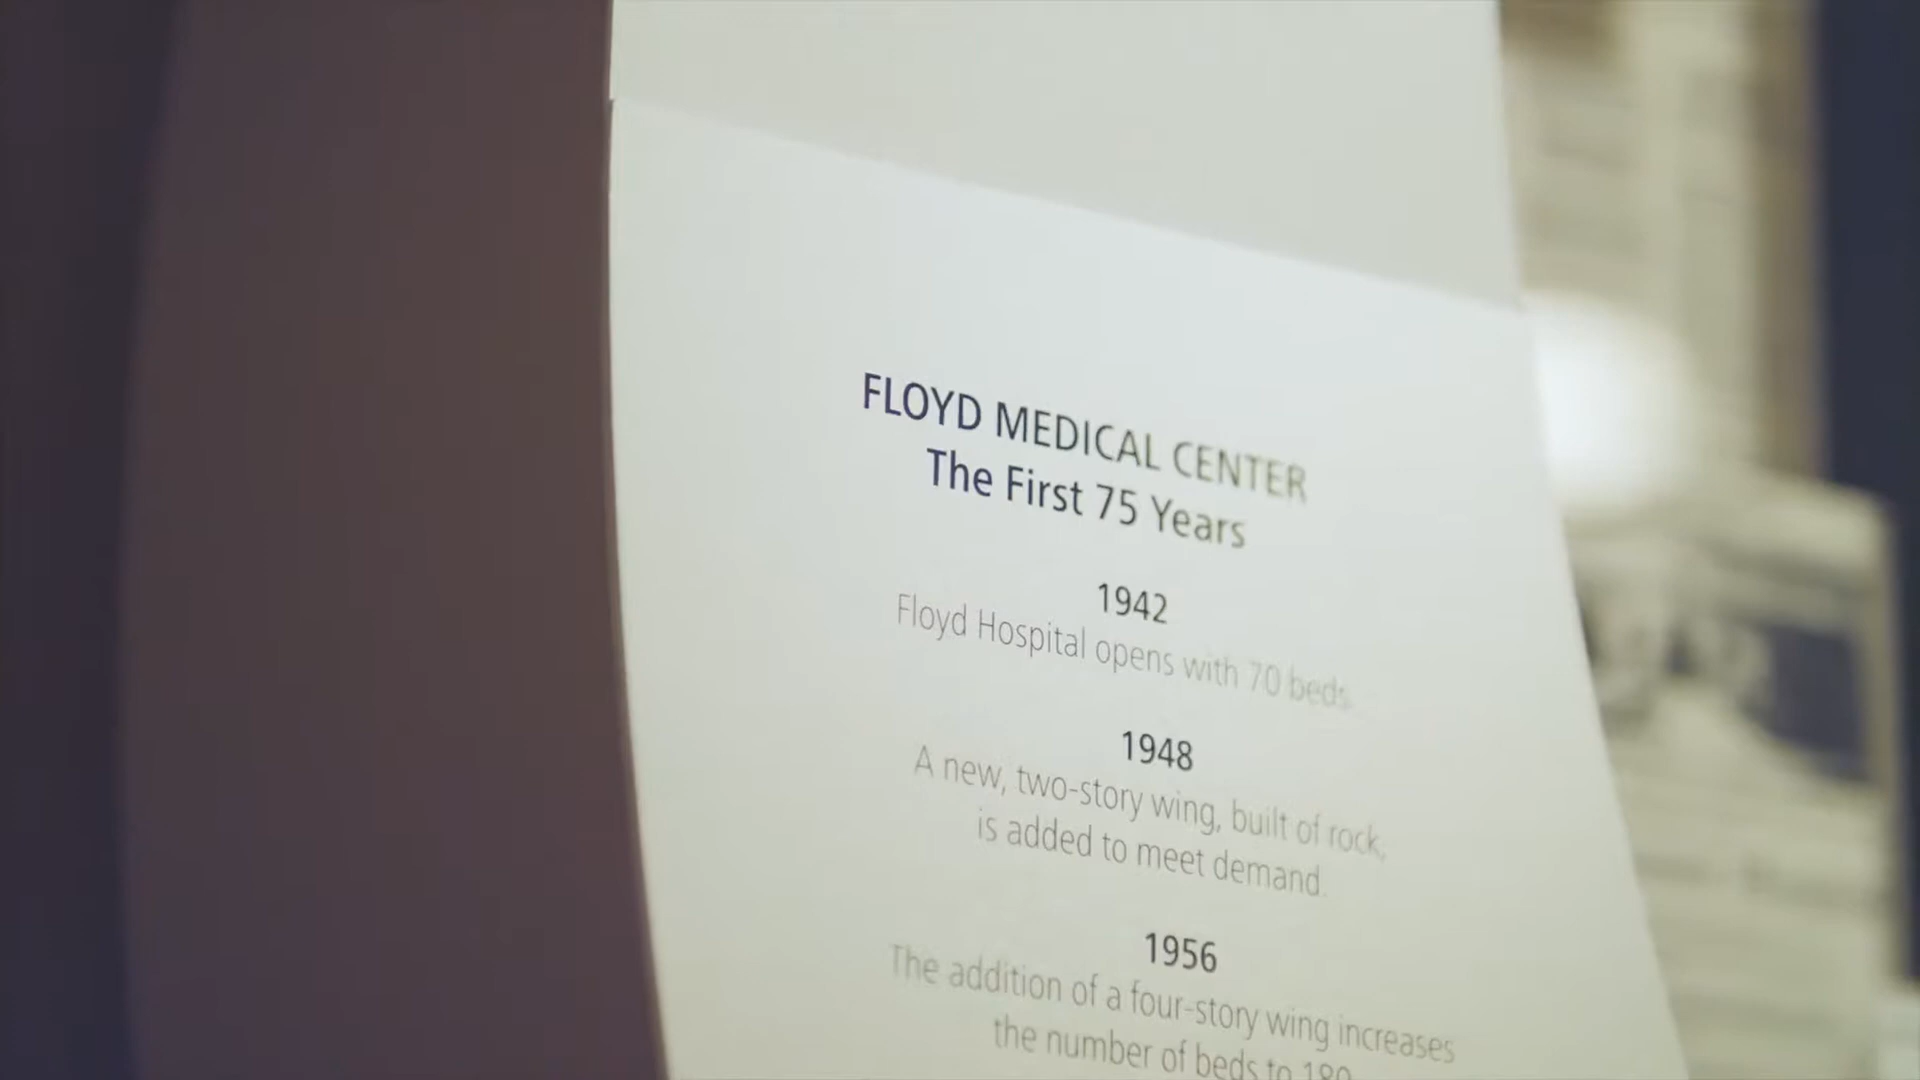 FLOYD MEDICAL CENTER
The First 75 Years
1942
Floyd Hospital opens with 70 beds.
1948
A new, two-story wing, built of rock,
is added to meet demand.
1956
The addition of a four-story wing increases
the number of beds to